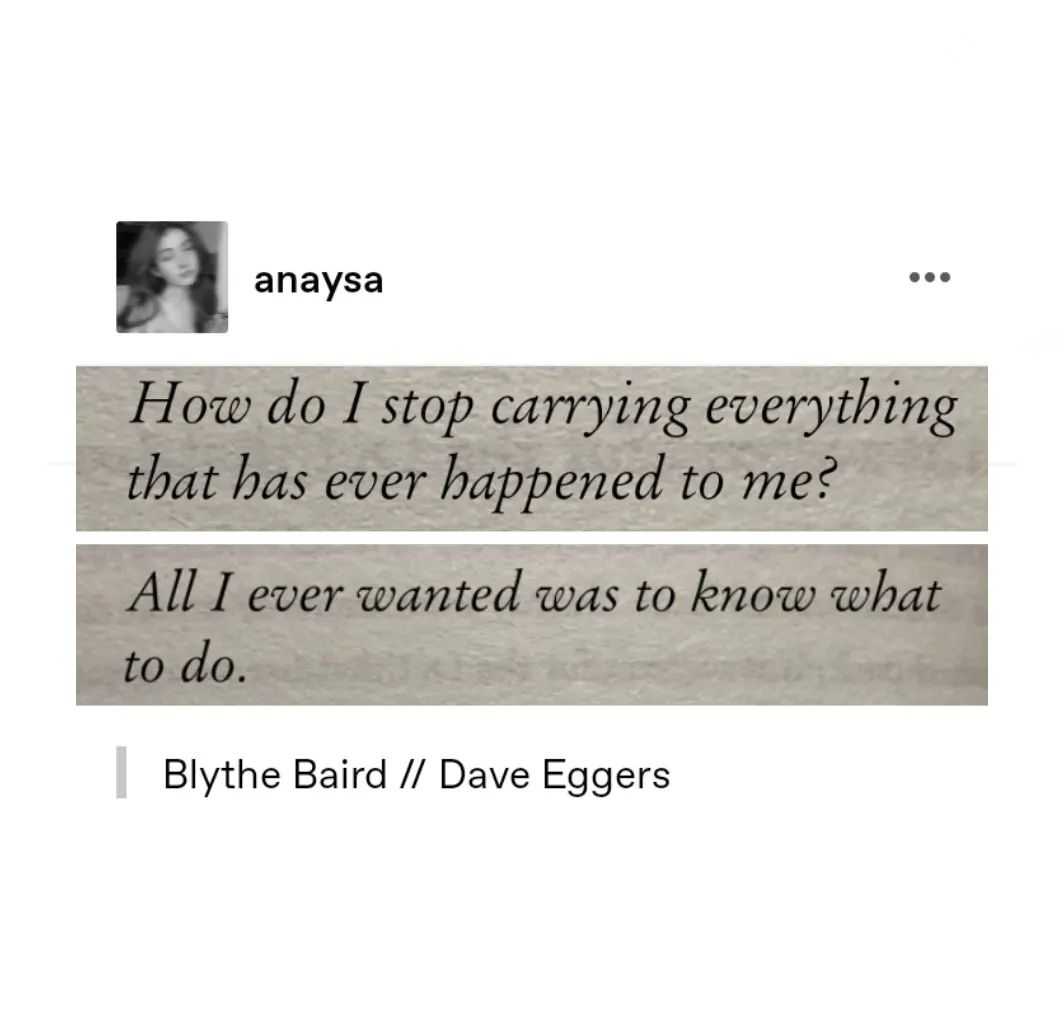 anaysa
How do I stop carrying everything
that has ever happened to me?
All I ever wanted was to know what
to do.
Blythe Baird // Dave Eggers